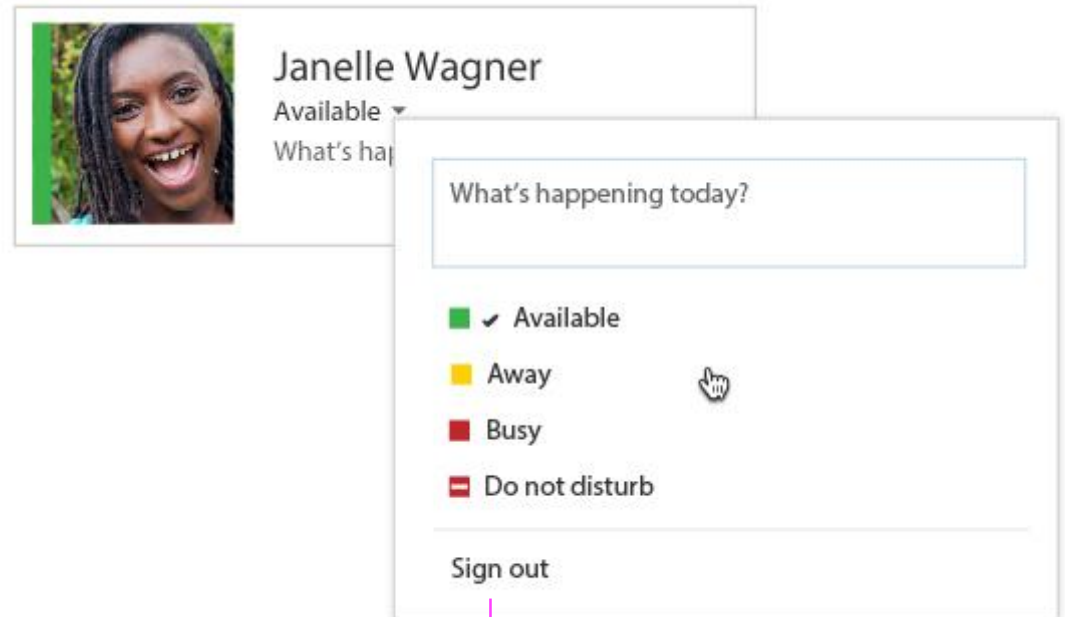 Janelle Wagner
Available
What's hap
What's happening today?
Available
Away
Busy
Do not disturb
Sign out